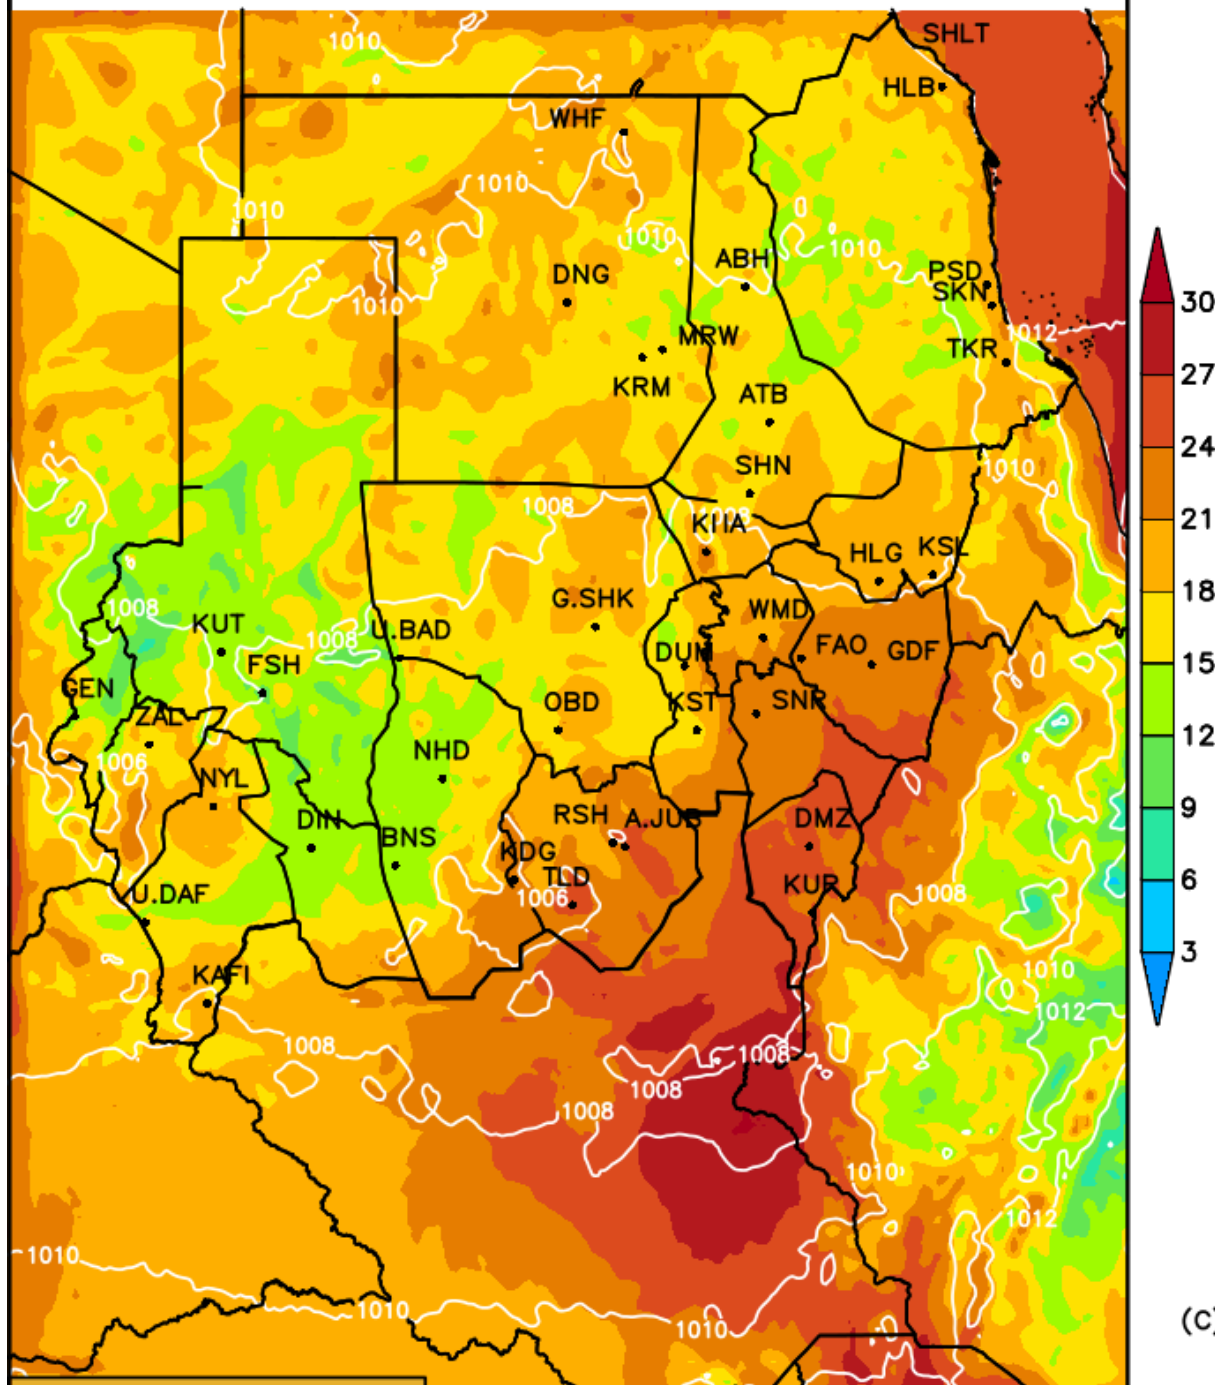 SHLT
1010
HLB
WHF
1010
1010
1010
1010
ABH
DNG
PSD
SKN
1010
1012
MRW
TKR
KRM
ATB
SHN
1010
1008
1008
KHA
HLG
KSL
1008
G.SHK
WMD
KUT
1008
U.BAD
FSH
DUM
FAO
GDF
GEN
ZAL
OBD
KST
SNR
1006
NHD
NYL
DIN
RSH
A.JUB
DMZ
BNS
KDG
TLD
1006
KUR
1008
U.DAF
KAFI
1010
1012
1008
1008
1008
1008
1010
1012
1010
1010
1010
30
27
24
21
18
15
12
9
6
3
(C)